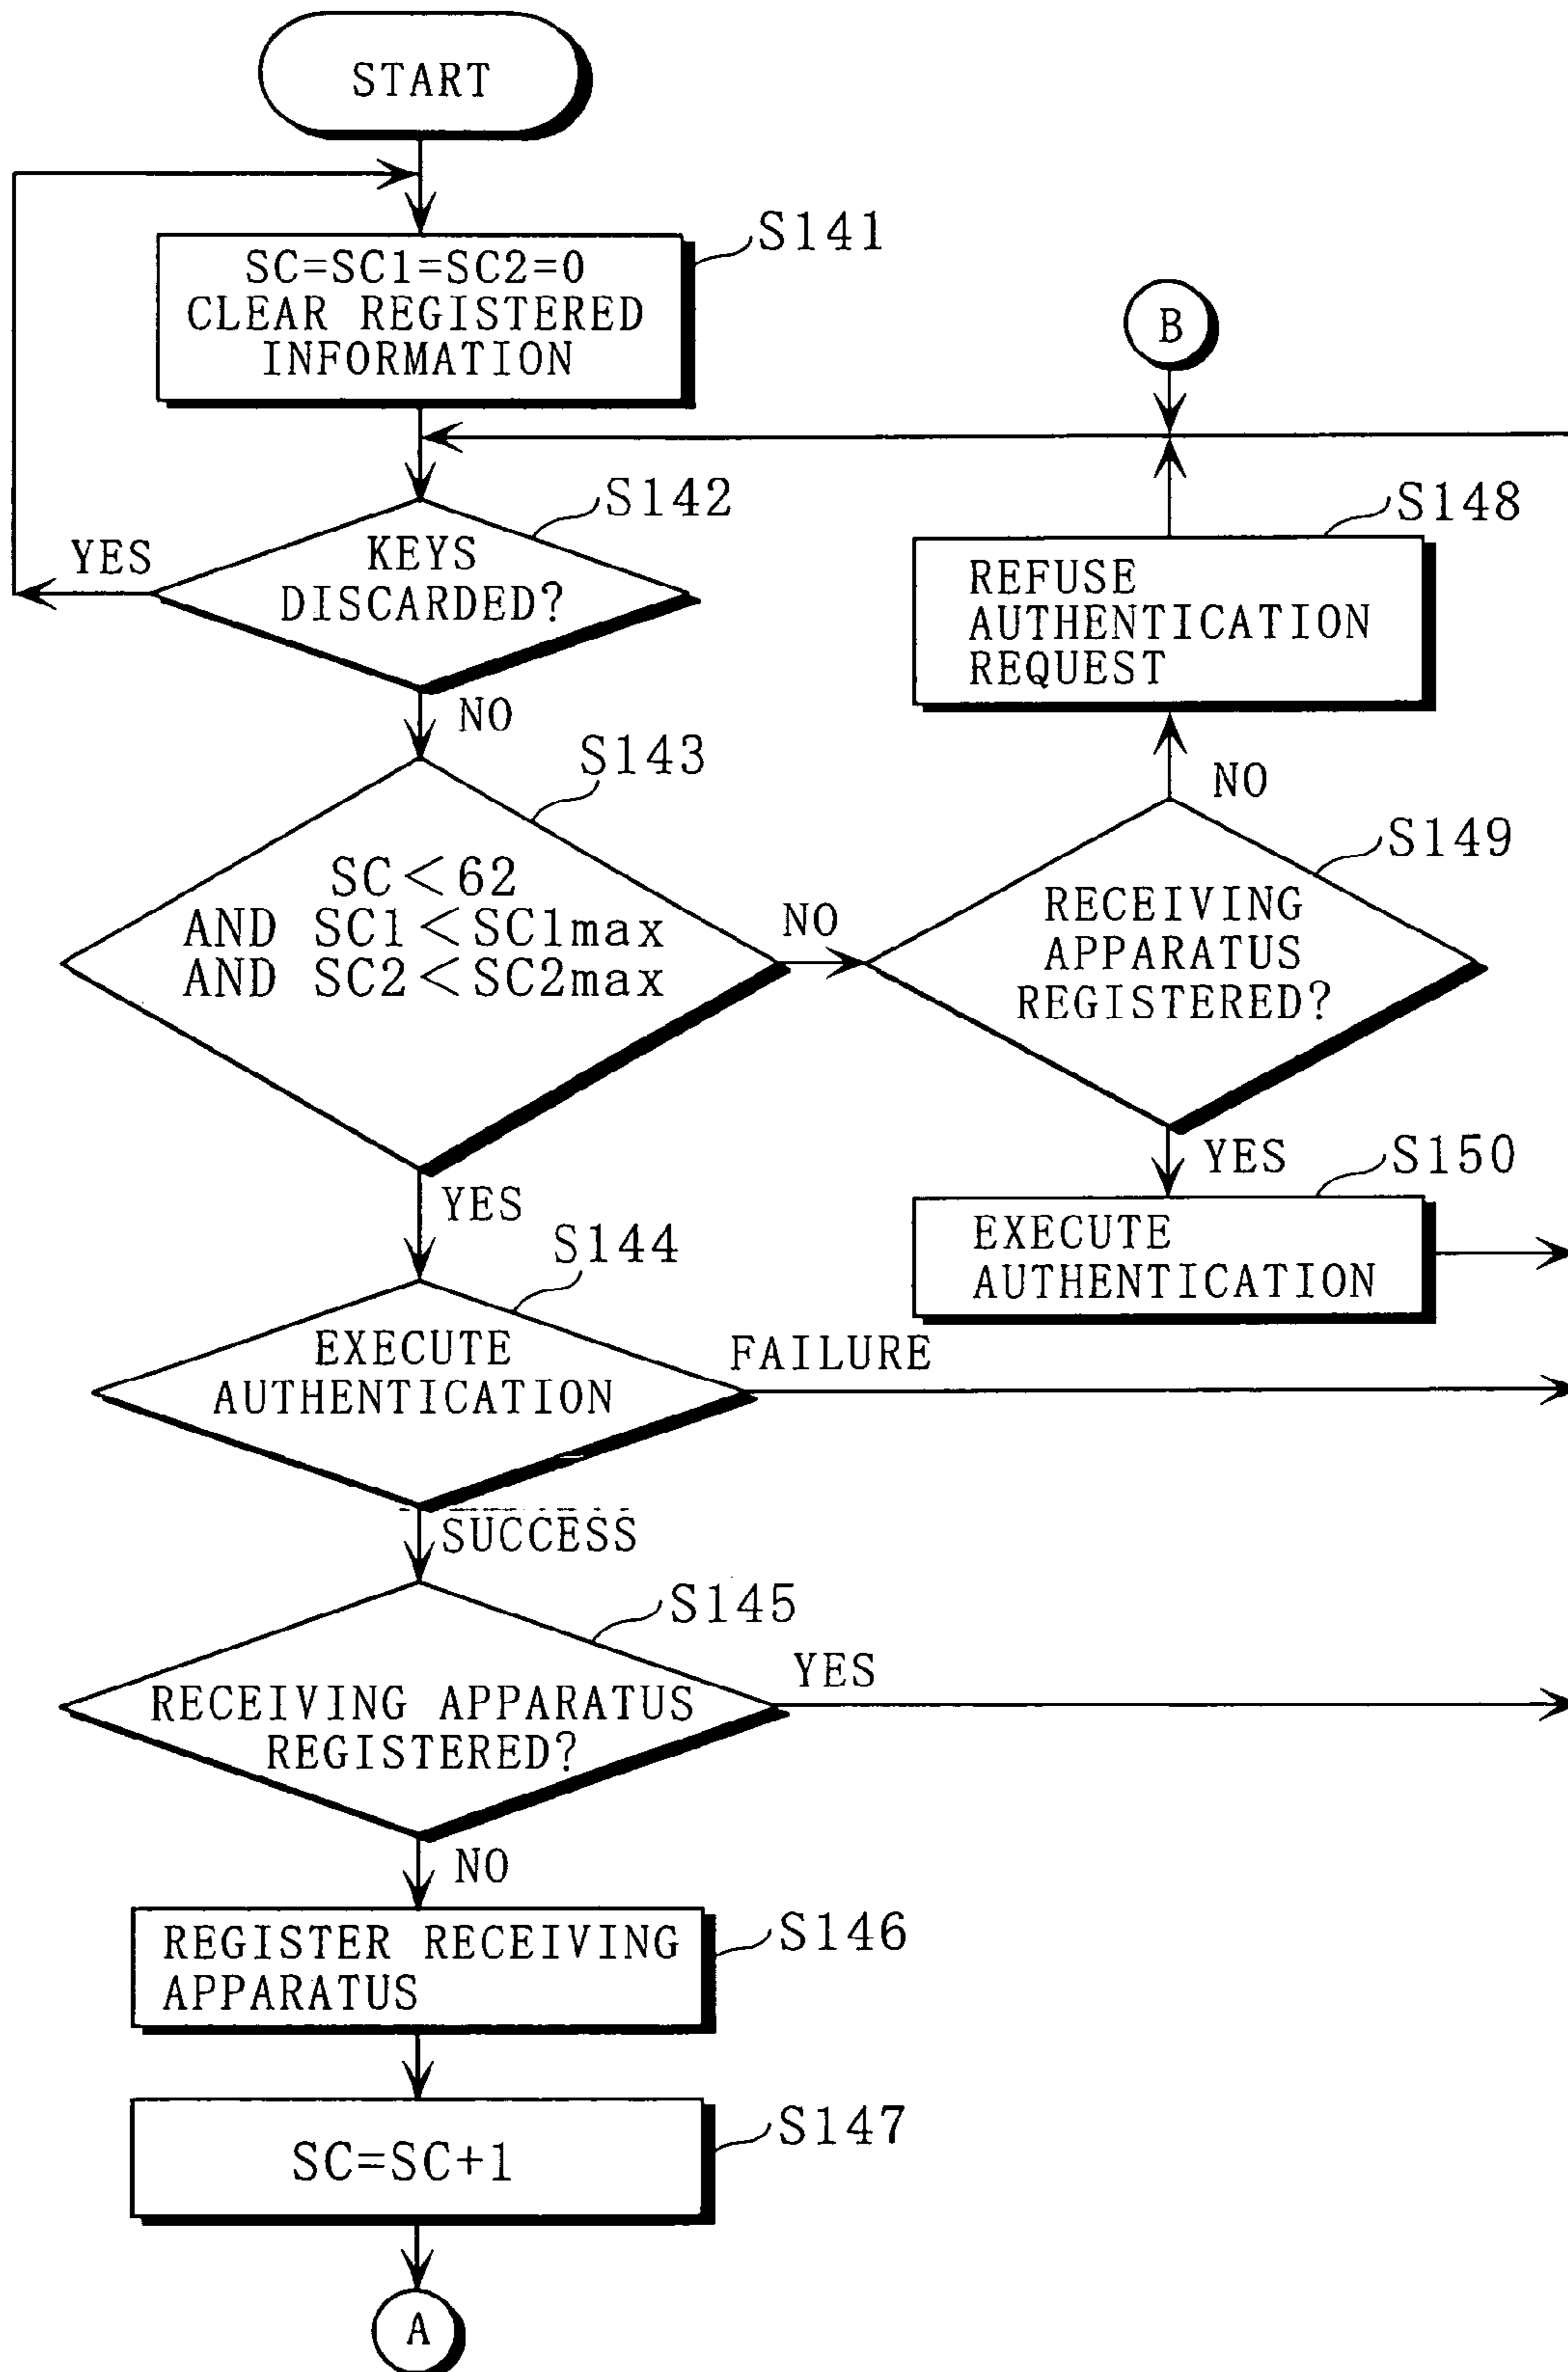 START
S141
SC=SC1=SC2=0
CLEAR REGISTERED
INFORMATION
B
S142
KEYS
DISCARDED?
YES
NO
S148
REFUSE
AUTHENTICATION
REQUEST
S143
SC<62
AND SC1<SC1max
AND SC2<SC2max
NO
YES
NO
S149
RECEIVING
APPARATUS
REGISTERED?
YES
S150
EXECUTE
AUTHENTICATION
S144
EXECUTE
AUTHENTICATION
FAILURE
SUCCESS
S145
RECEIVING APPARATUS
REGISTERED?
YES
NO
S146
REGISTER RECEIVING
APPARATUS
S147
SC=SC+1
A